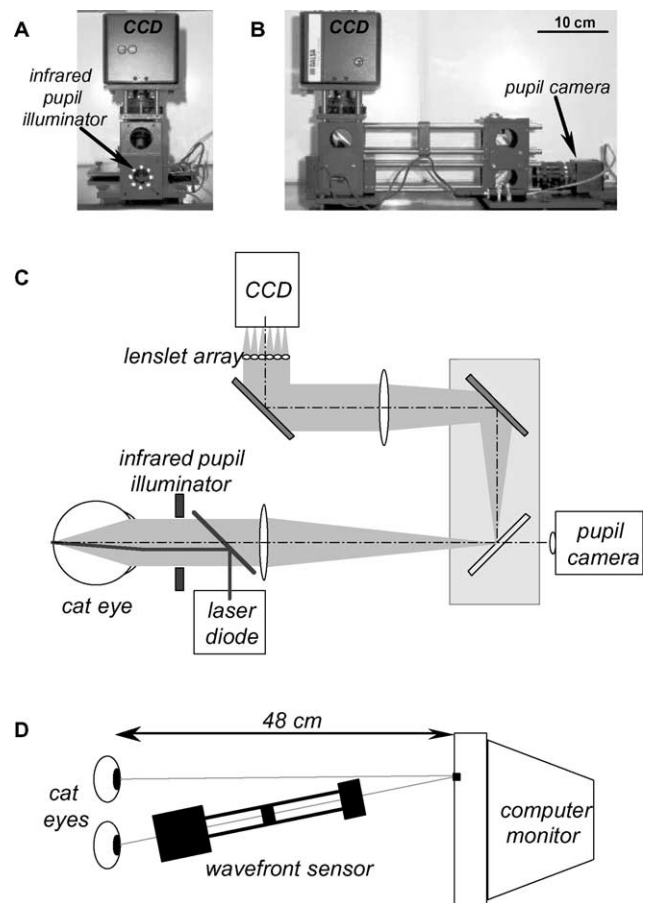 A
CCD
infrared
pupil
illuminator
B
CCD
10 cm
pupil camera
C
CCD
lenslet array
infrared pupil
illuminator
cat eye
laser
diode
pupil
camera
D
48 cm
cat
eyes
wavefront sensor
computer
monitor